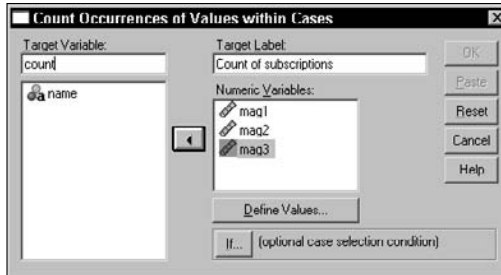 Count Occurrences of Values within Cases
Target Variable:
count
name
Target Label:
Count of subscriptions
Numeric Variables:
mag1
mag2
mag3
Define Values...
If... (optional case selection condition)
OK
Paste
Reset
Cancel
Help